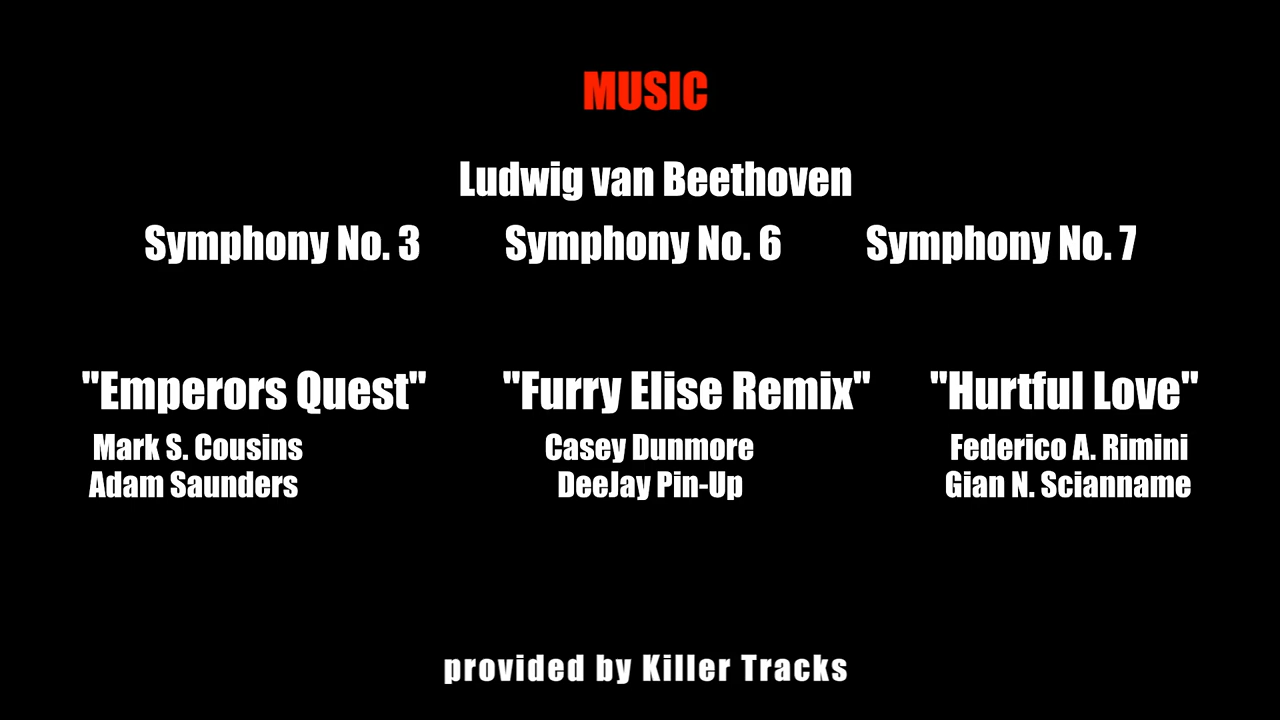 MUSIC
Ludwig van Beethoven
Symphony No. 3 Symphony No. 6 Symphony No. 7
"Emperors Quest" "Furry Elise Remix" "Hurtful Love"
Mark S. Cousins Casey Dunmore Federico A. Rimini
Adam Saunders DeeJay Pin-Up Gian N. Scianname
provided by Killer Tracks